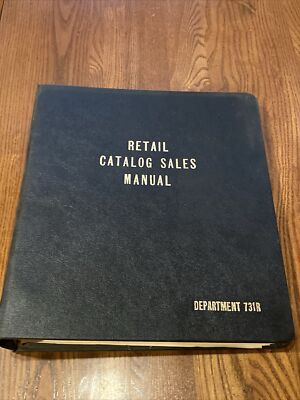 RETAIL
CATALOG SALES
MANUAL
DEPARTMENT 731R